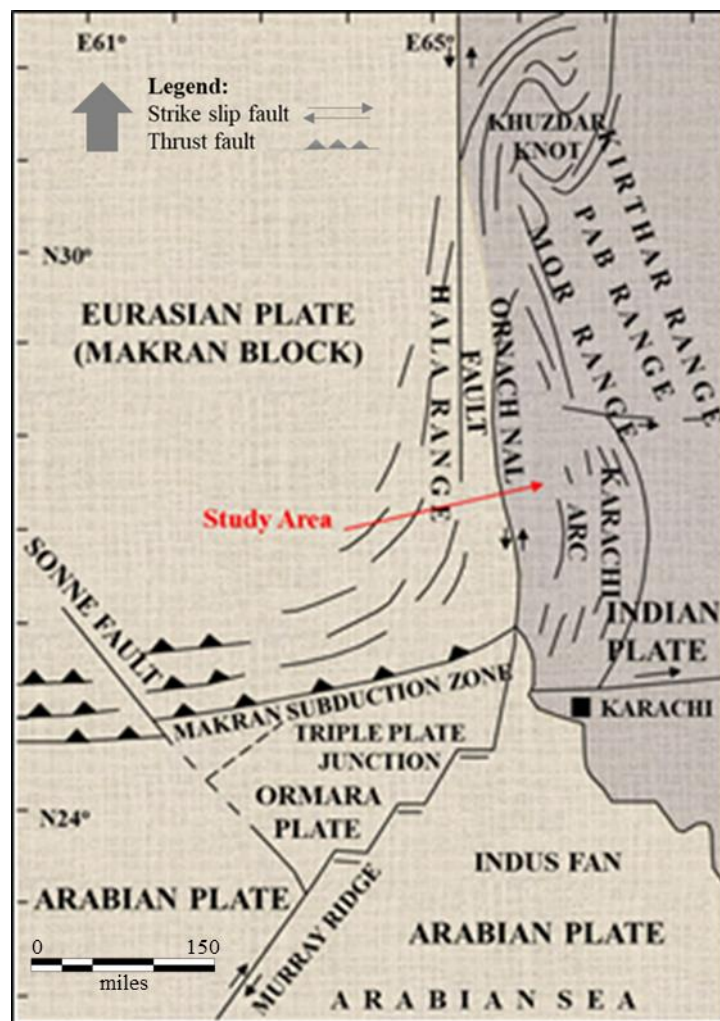 E61°
E65°
Legend:
Strike slip fault
Thrust fault
KHUZDAR
KNOT
KIRTHAR RANGE
PAB RANGE
MOR RANGE
N30°
EURASIAN PLATE
(MAKRAN BLOCK)
HALA RANGE
FAULT
ORNACH NAL
Study Area
KARACHI
ARC
SONNE FAULT
INDIAN
PLATE
MAKRAN SUBDUCTION ZONE
KARACHI
TRIPLE PLATE
JUNCTION
ORMARA
PLATE
N24°
INDUS FAN
ARABIAN PLATE
MURRAY RIDGE
ARABIAN PLATE
0
150
miles
ARABIAN SEA